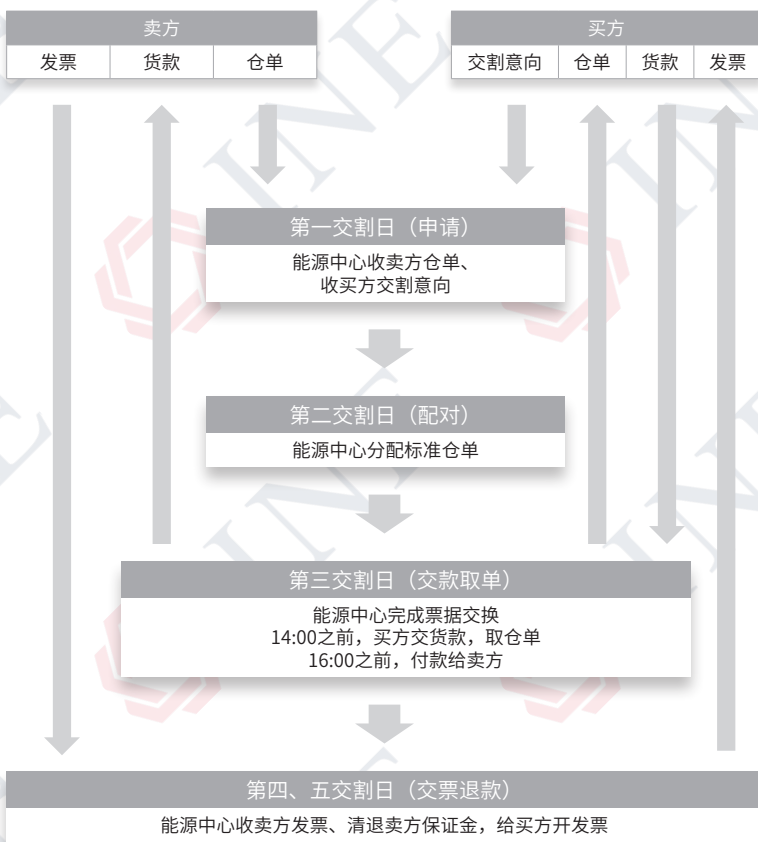 卖方
买方
发票 货款 仓单
交割意向 仓单 货款 发票
第一交割日（申请）
能源中心收卖方仓单、
收买方交割意向
第二交割日（配对）
能源中心分配标准仓单
第三交割日（交款取单）
能源中心完成票据交换
14:00之前，买方交货款，取仓单
16:00之前，付款给卖方
第四、五交割日（交票退款）
能源中心收卖方发票、清退卖方保证金，给买方开发票
INE
INE
INE
INE